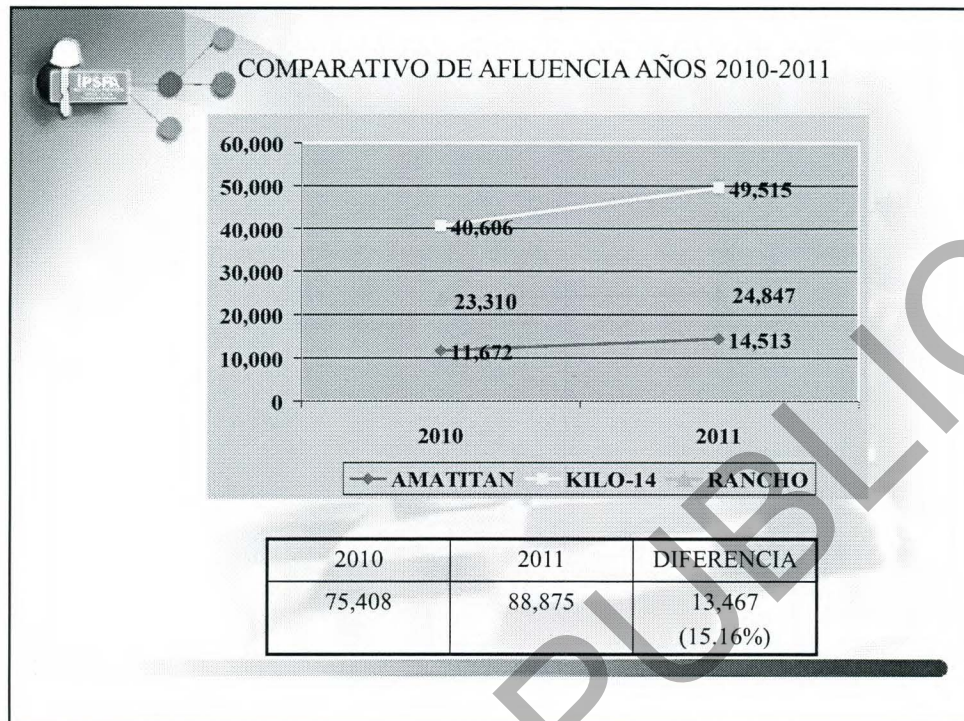 IPSFA
COMPARATIVO DE AFLUENCIA AÑOS 2010-2011
60,000
50,000
40,000
30,000
20,000
10,000
0
40,606
49,515
23,310
24,847
11,672
14,513
2010 2011
AMATITAN KILO-14 RANCHO
2010 2011 DIFERENCIA
75,408 88,875 13,467
(15.16%)
PUBLIC